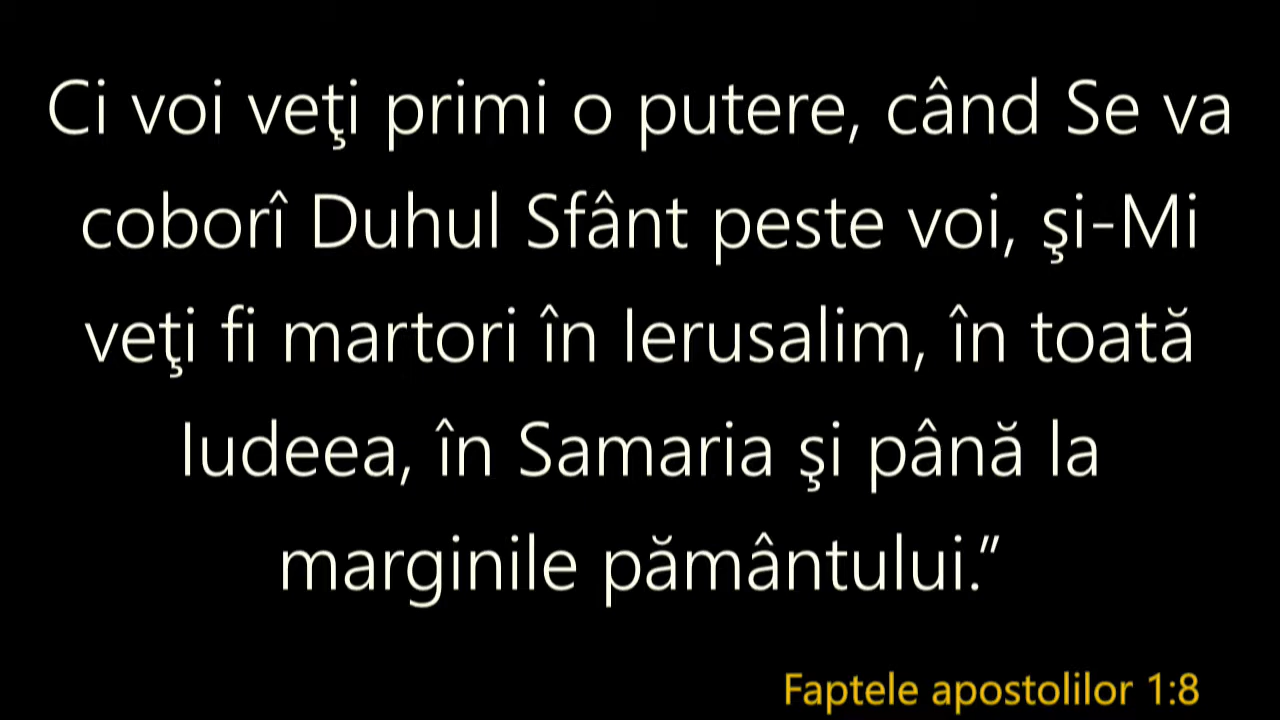 Ci voi veţi primi o putere, când Se va
coborî Duhul Sfânt peste voi, şi-Mi
veţi fi martori în Ierusalim, în toată
Iudeea, în Samaria şi până la
marginile pământului.”
Faptele apostolilor 1:8